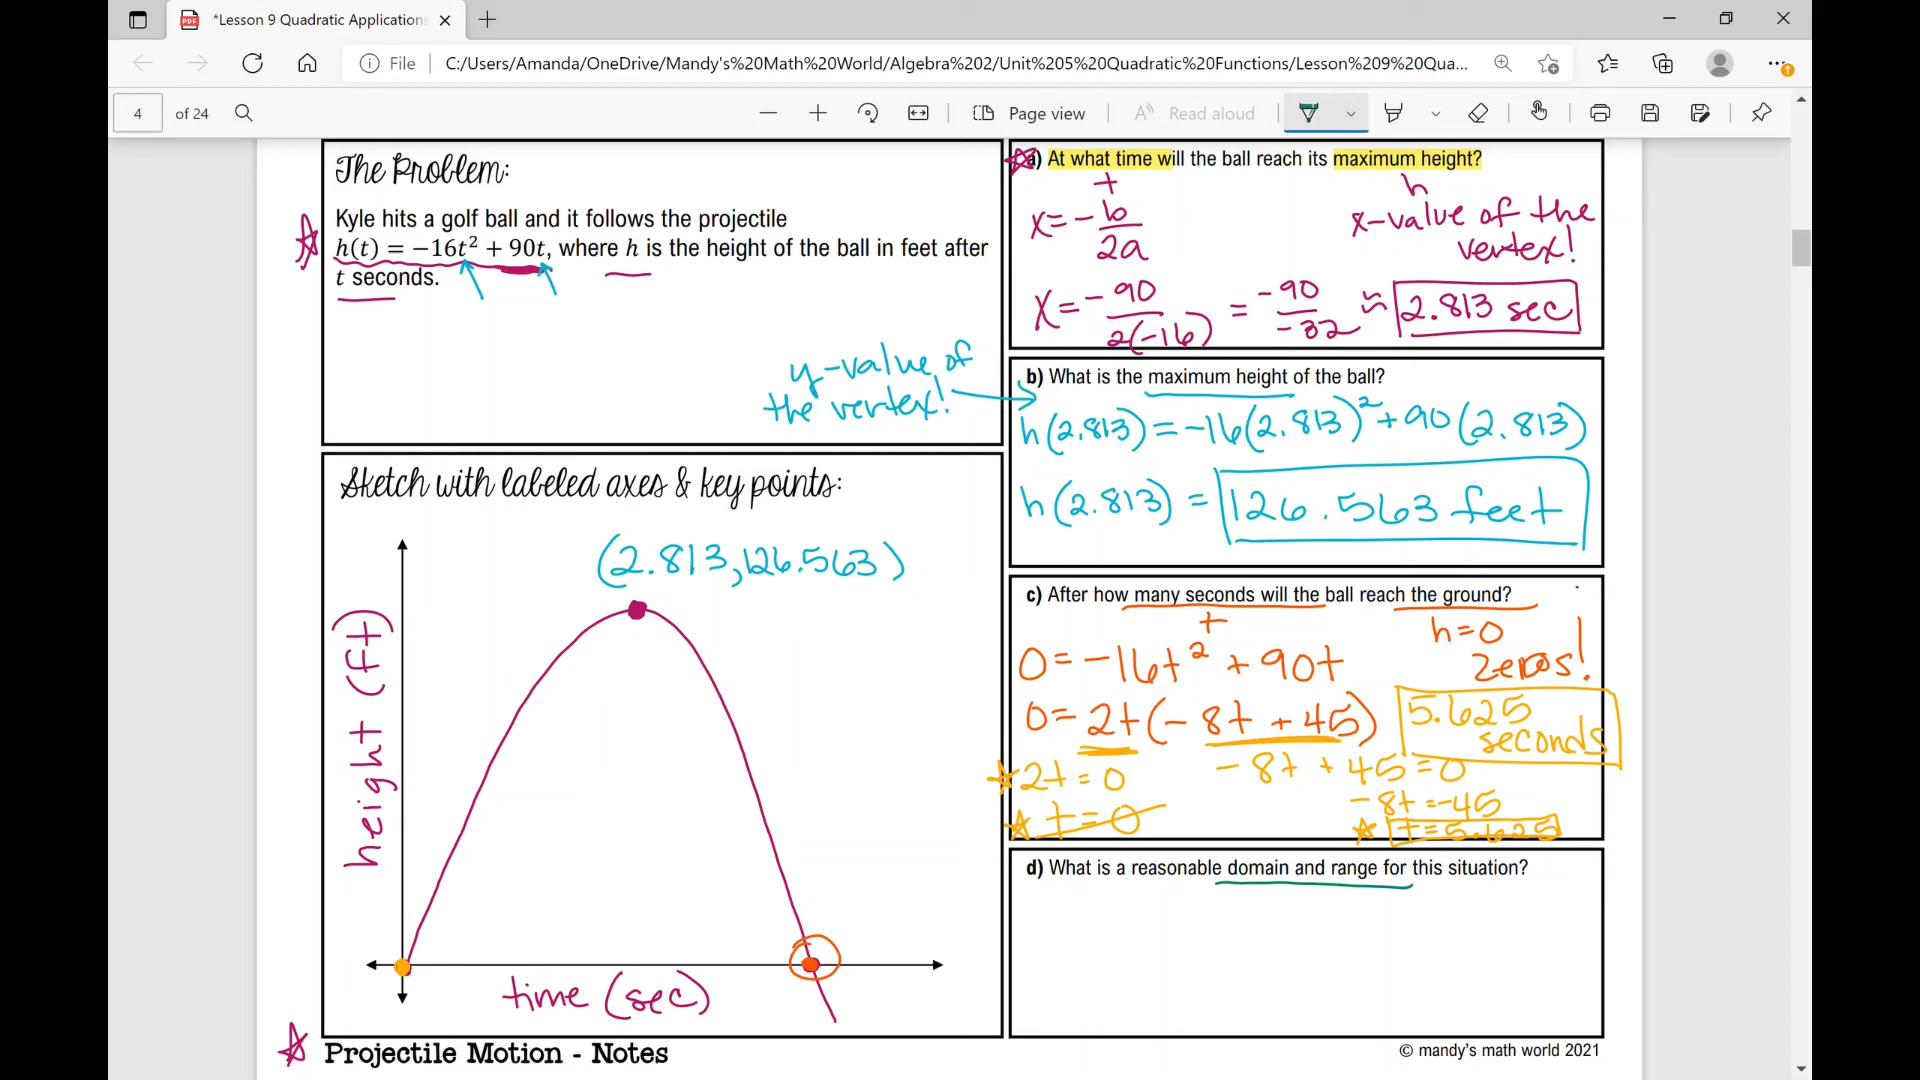 *Lesson 9 Quadratic Applications
File
C:/Users/Amanda/OneDrive/Mandy's%20Math%20World/Algebra%202/Unit%205%20Quadratic%20Functions/Lesson%209%20Qua...
4 of 24
Page view
Read aloud
The Problem:
Kyle hits a golf ball and it follows the projectile
h(t) = −16t² + 90t, where h is the height of the ball in feet after
t seconds.
y-value of
the vertex!
Sketch with labeled axes & key points:
(2.813, 126.563)
height (ft)
time (sec)
a) At what time will the ball reach its maximum height?
t h
x = -b/2a
x-value of the
vertex!
x = -90/2(-16) = -90/-32 ≈ 2.813 sec
b) What is the maximum height of the ball?
h(2.813) = -16(2.813)² + 90(2.813)
h(2.813) = 126.563 feet
c) After how many seconds will the ball reach the ground?
t h=0
zeros!
0 = -16t² + 90t
0 = 2t(-8t + 45)
5.625
seconds
2t = 0
-8t + 45 = 0
t = 0
-8t = -45
t = 5.625
d) What is a reasonable domain and range for this situation?
Projectile Motion - Notes
© mandy's math world 2021